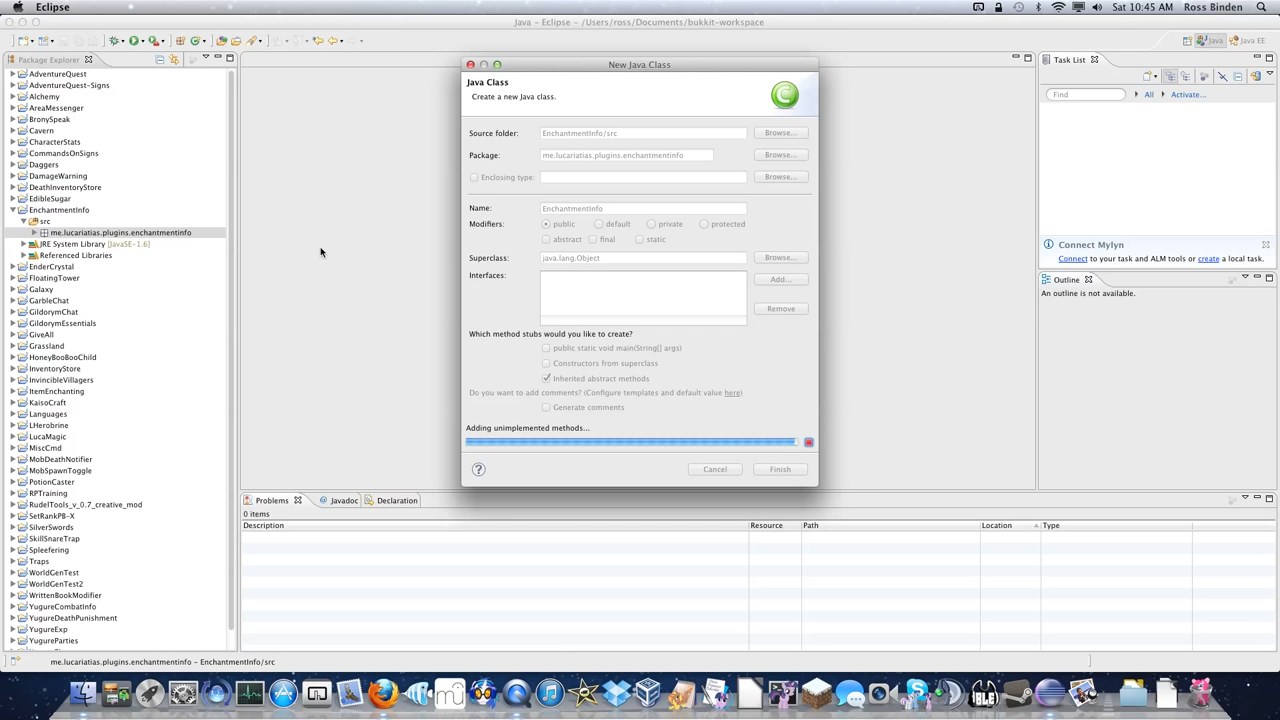 Eclipse
Sat 10:45 AM Ross Binden
Java - Eclipse - /Users/ross/Documents/bukkit-workspace
Java
Java EE
Package Explorer
AdventureQuest
AdventureQuest-Signs
Alchemy
AreaMessenger
BronySpeak
Cavern
CharacterStats
CommandsOnSigns
Daggers
DamageWarning
DeathInventoryStore
EdibleSugar
EnchantmentInfo
src
me.lucariatias.plugins.enchantmentinfo
JRE System Library [JavaSE-1.6]
Referenced Libraries
EnderCrystal
FloatingTower
Galaxy
GarbleChat
GildorymChat
GildorymEssentials
GiveAll
Grassland
HoneyBooBooChild
InventoryStore
InvincibleVillagers
ItemEnchanting
KaisoCraft
Languages
LHerobrine
LucaMagic
MiscCmd
MobDeathNotifier
MobSpawnToggle
PotionCaster
RPTraining
RudelTools_v_0.7_creative_mod
SetRankPB-X
SilverSwords
SkillSnareTrap
Spleefering
Traps
WorldGenTest
WorldGenTest2
WrittenBookModifier
YugureCombatInfo
YugureDeathPunishment
YugureExp
YugureParties
New Java Class
Java Class
Create a new Java class.
Source folder: EnchantmentInfo/src Browse...
Package: me.lucariatias.plugins.enchantmentinfo Browse...
Enclosing type: Browse...
Name: EnchantmentInfo
Modifiers: public default private protected
abstract final static
Superclass: java.lang.Object Browse...
Interfaces: Add...
Remove
Which method stubs would you like to create?
public static void main(String[] args)
Constructors from superclass
Inherited abstract methods
Do you want to add comments? (Configure templates and default value here)
Generate comments
Adding unimplemented methods...
Cancel Finish
Task List
Find All Activate...
Connect Mylyn
Connect to your task and ALM tools or create a local task.
Outline
An outline is not available.
Problems Javadoc Declaration
0 items
Description Resource Path Location Type
me.lucariatias.plugins.enchantmentinfo - EnchantmentInfo/src